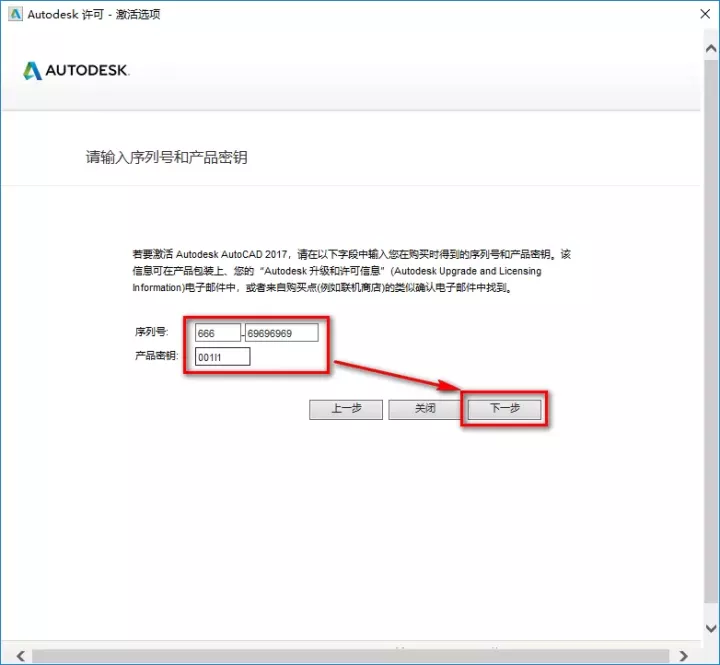 Autodesk 许可 - 激活选项
AUTODESK.
请输入序列号和产品密钥
若要激活 Autodesk AutoCAD 2017，请在以下字段中输入您在购买时得到的序列号和产品密钥。该
信息可在产品包装上、您的“Autodesk 升级和许可信息”(Autodesk Upgrade and Licensing
Information)电子邮件中，或者来自购买点(例如联机商店)的类似确认电子邮件中找到。
序列号: 666 - 69696969
产品密钥: 001I1
上一步 关闭 下一步